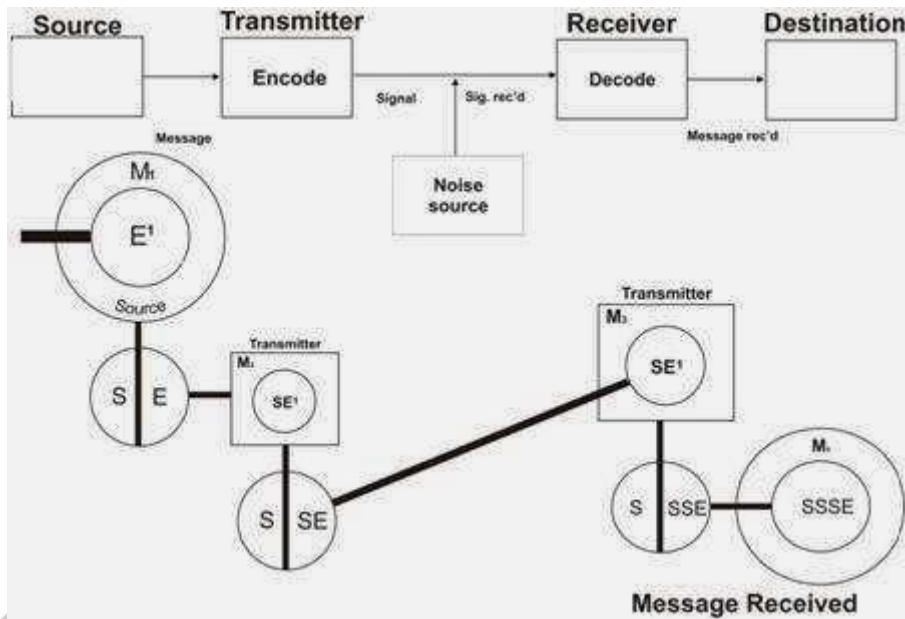 Source
Transmitter
Receiver
Destination
Encode
Decode
Signal
Sig. rec'd
Message
Message rec'd
Noise
source
E¹
Source
S E
Transmitter
SE¹
S SE
Transmitter
M₃
SE¹
S SSE
SSSE
Message Received